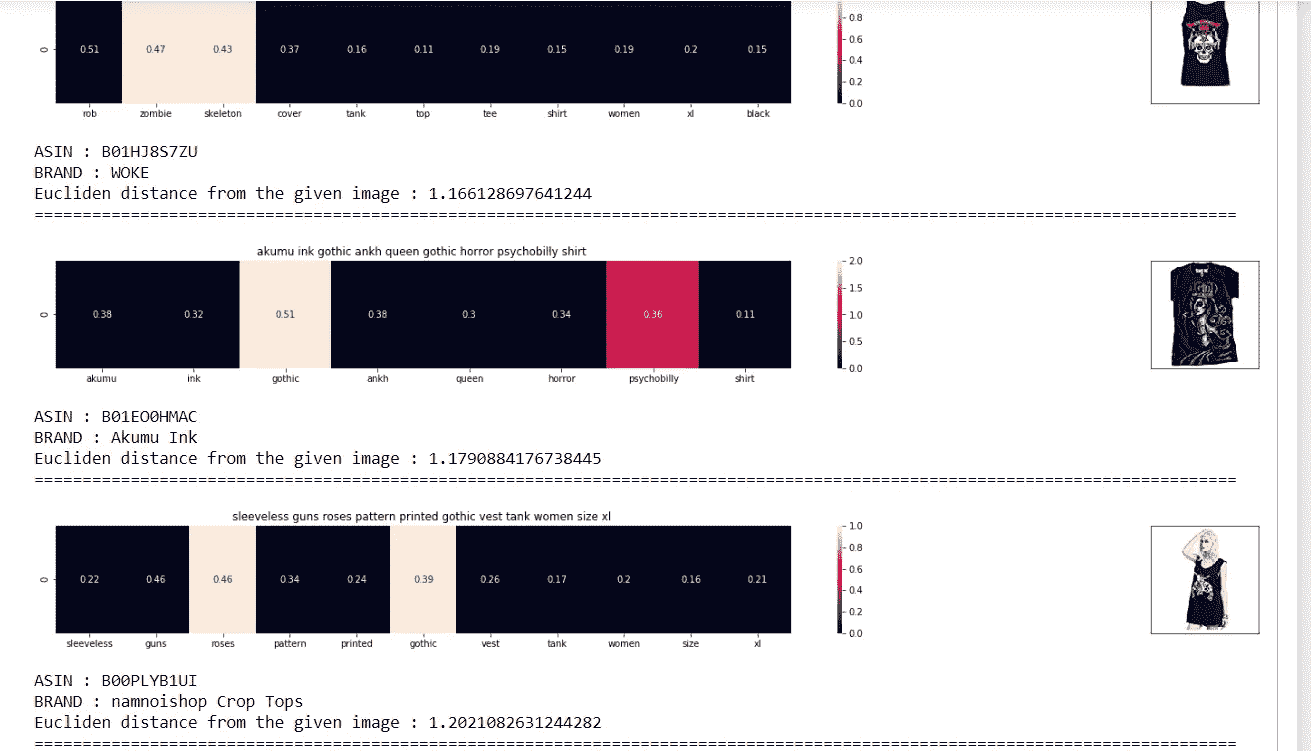 0.51 0.47 0.43 0.37 0.16 0.11 0.19 0.15 0.19 0.2 0.15
0
0.8
0.6
0.4
0.2
0.0
rob zombie skeleton cover tank top tee shirt women xl black
ASIN : B01HJ8S7ZU
BRAND : WOKE
Eucliden distance from the given image : 1.166128697641244
=============================================================================================================================
akumu ink gothic ankh queen gothic horror psychobilly shirt
0.38 0.32 0.51 0.38 0.3 0.34 0.36 0.11
0
2.0
1.5
1.0
0.5
0.0
akumu ink gothic ankh queen horror psychobilly shirt
ASIN : B01EO0HMAC
BRAND : Akumu Ink
Eucliden distance from the given image : 1.1790884176738445
=============================================================================================================================
sleeveless guns roses pattern printed gothic vest tank women size xl
0.22 0.46 0.46 0.34 0.24 0.39 0.26 0.17 0.2 0.16 0.21
0
1.0
0.8
0.6
0.4
0.2
0.0
sleeveless guns roses pattern printed gothic vest tank women size xl
ASIN : B00PLYB1UI
BRAND : namnoishop Crop Tops
Eucliden distance from the given image : 1.2021082631244282
=============================================================================================================================